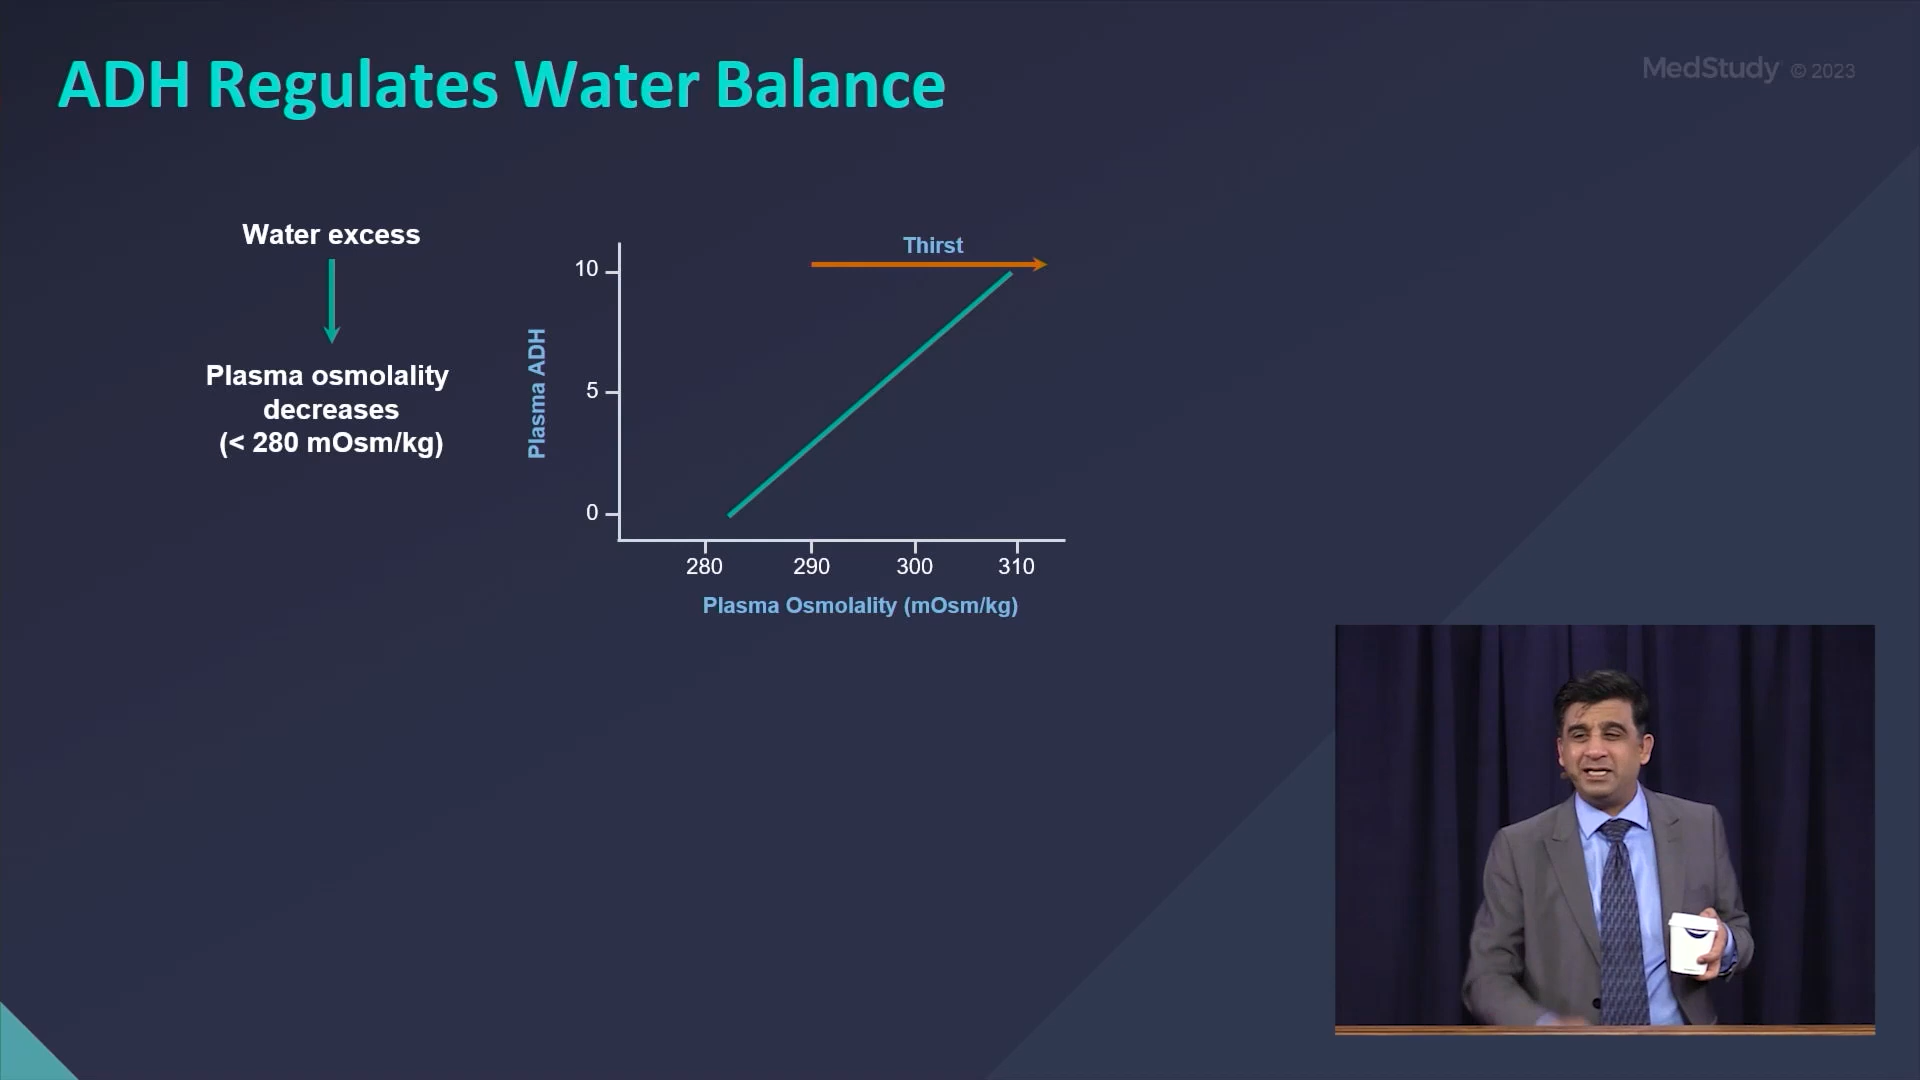 ADH Regulates Water Balance
MedStudy © 2023
Water excess
Plasma osmolality
decreases
(< 280 mOsm/kg)
Thirst
10
5
0
Plasma ADH
280 290 300 310
Plasma Osmolality (mOsm/kg)